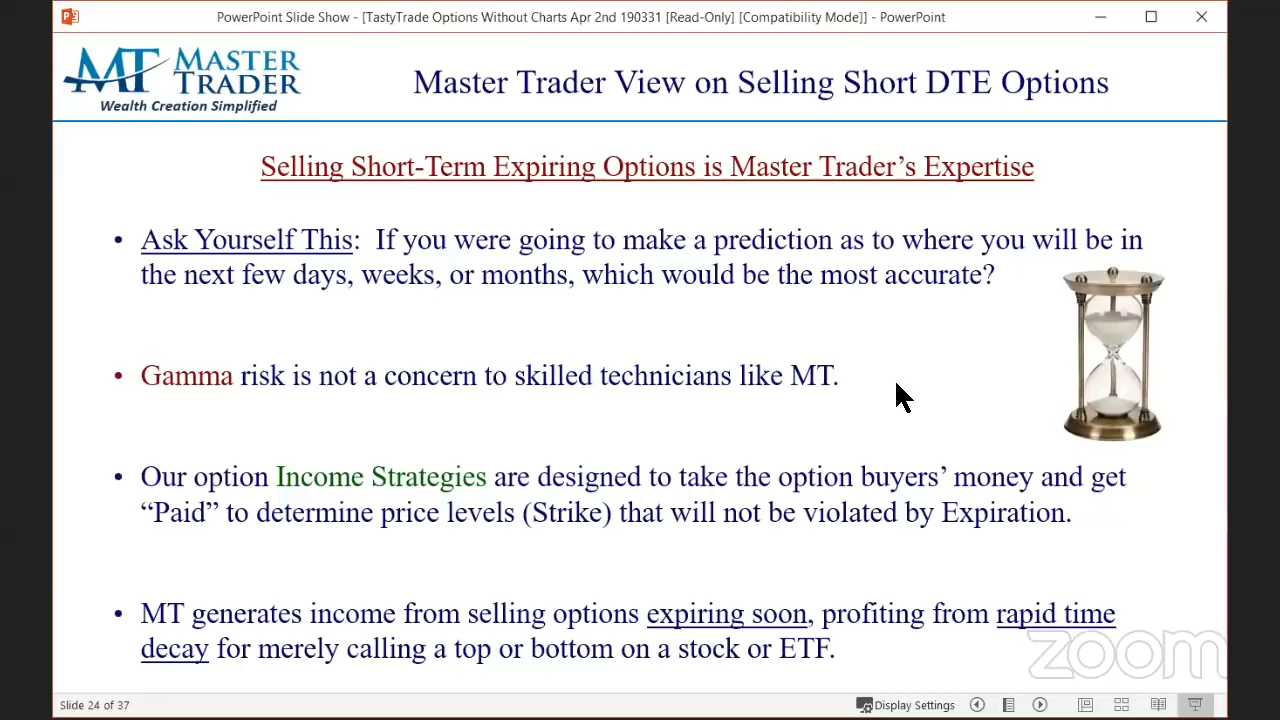 PowerPoint Slide Show - [TastyTrade Options Without Charts Apr 2nd 190331 [Read-Only] [Compatibility Mode]] - PowerPoint
MT MASTER TRADER
Wealth Creation Simplified
Master Trader View on Selling Short DTE Options
Selling Short-Term Expiring Options is Master Trader’s Expertise
• Ask Yourself This: If you were going to make a prediction as to where you will be in
the next few days, weeks, or months, which would be the most accurate?
• Gamma risk is not a concern to skilled technicians like MT.
• Our option Income Strategies are designed to take the option buyers’ money and get
“Paid” to determine price levels (Strike) that will not be violated by Expiration.
• MT generates income from selling options expiring soon, profiting from rapid time
decay for merely calling a top or bottom on a stock or ETF.
zoom
Slide 24 of 37
Display Settings